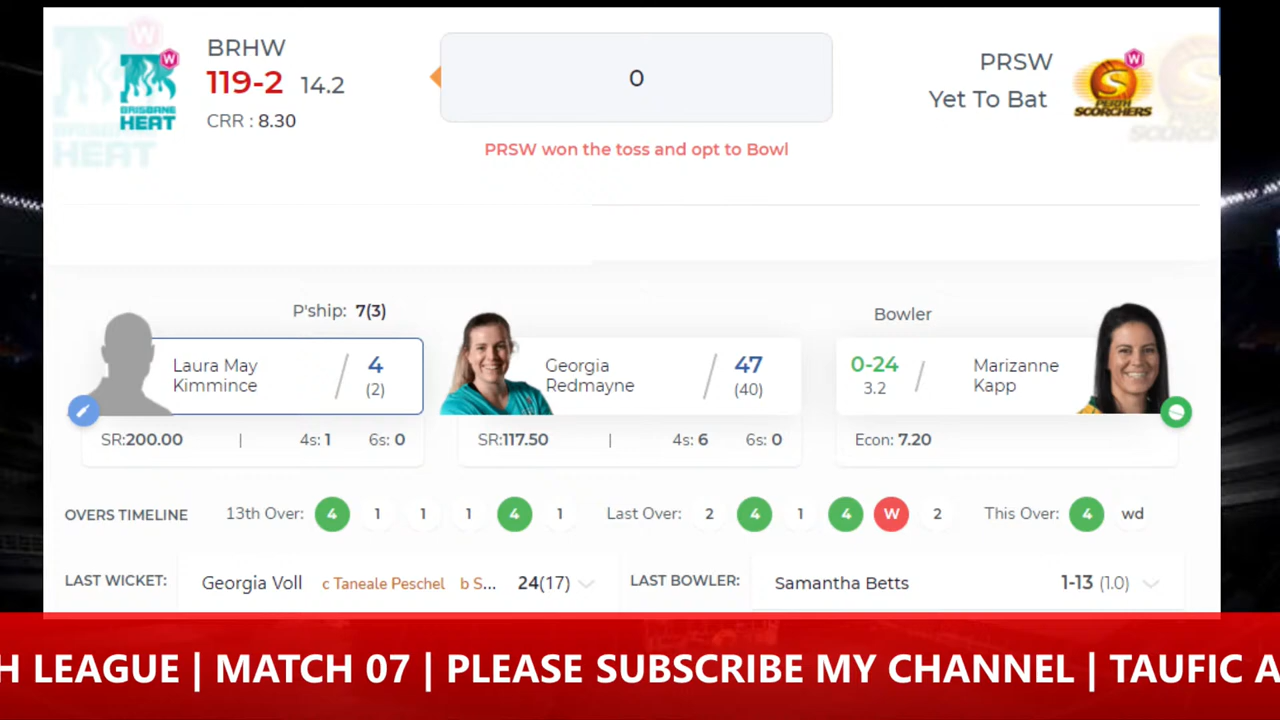 BRHW
119-2 14.2
CRR : 8.30
0
PRSW won the toss and opt to Bowl
PRSW
Yet To Bat
W
BRISBANE
HEAT
W
PERTH
SCORCHERS
P'ship: 7(3)
Laura May
Kimmince
4
(2)
SR:200.00 | 4s: 1 6s: 0
Georgia
Redmayne
47
(40)
SR:117.50 | 4s: 6 6s: 0
Bowler
0-24
3.2
Marizanne
Kapp
Econ: 7.20
OVERS TIMELINE 13th Over: 4 1 1 1 4 1 Last Over: 2 4 1 4 W 2 This Over: 4 wd
LAST WICKET: Georgia Voll c Taneale Peschel b S... 24(17) LAST BOWLER: Samantha Betts 1-13 (1.0)
H LEAGUE | MATCH 07 | PLEASE SUBSCRIBE MY CHANNEL | TAUFIC A